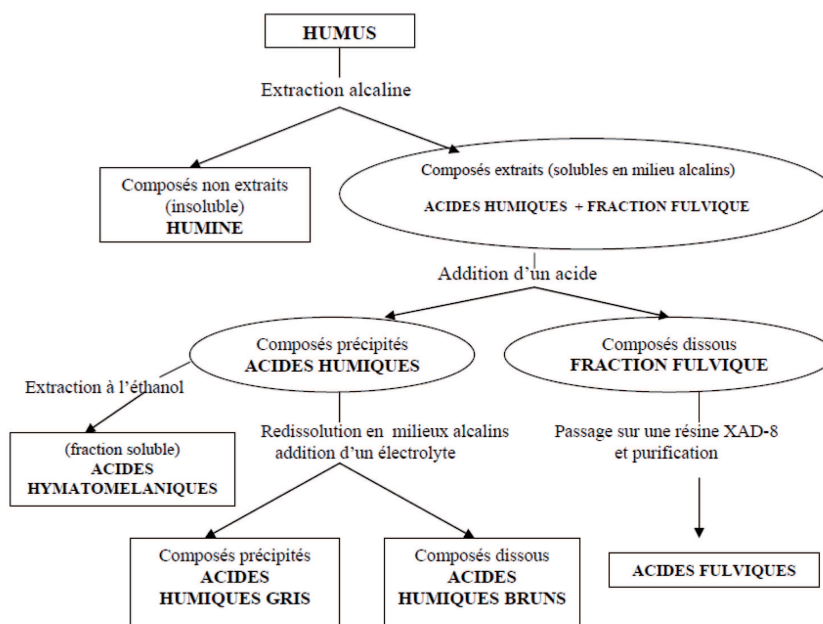 HUMUS
Extraction alcaline
Composés non extraits
(insoluble)
HUMINE
Composés extraits (solubles en milieu alcalins)
ACIDES HUMIQUES + FRACTION FULVIQUE
Addition d'un acide
Composés précipités
ACIDES HUMIQUES
Composés dissous
FRACTION FULVIQUE
Extraction à l'éthanol
(fraction soluble)
ACIDES
HYMATOMELANIQUES
Redissolution en milieux alcalins
addition d'un électrolyte
Passage sur une résine XAD-8
et purification
Composés précipités
ACIDES
HUMIQUES GRIS
Composés dissous
ACIDES
HUMIQUES BRUNS
ACIDES FULVIQUES